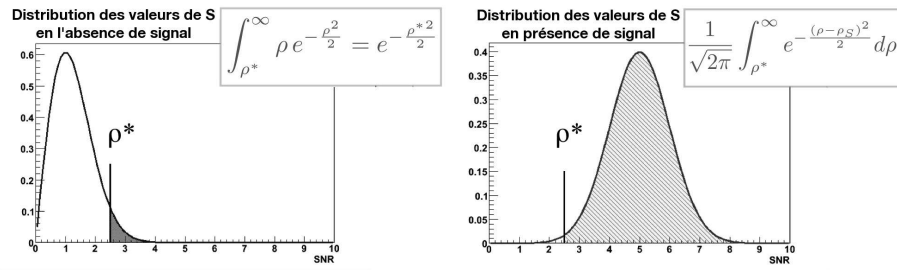 Distribution des valeurs de S
en l'absence de signal
∫_{ρ*}^{∞} ρ e^{-ρ²/2} = e^{-ρ*²/2}
0.6
0.5
0.4
0.3
0.2
0.1
0
ρ*
0 1 2 3 4 5 6 7 8 9 10
SNR
Distribution des valeurs de S
en présence de signal
1/√2π ∫_{ρ*}^{∞} e^{-(ρ-ρ_S)²/2} dρ
0.4
0.35
0.3
0.25
0.2
0.15
0.1
0.05
0
ρ*
0 1 2 3 4 5 6 7 8 9 10
SNR